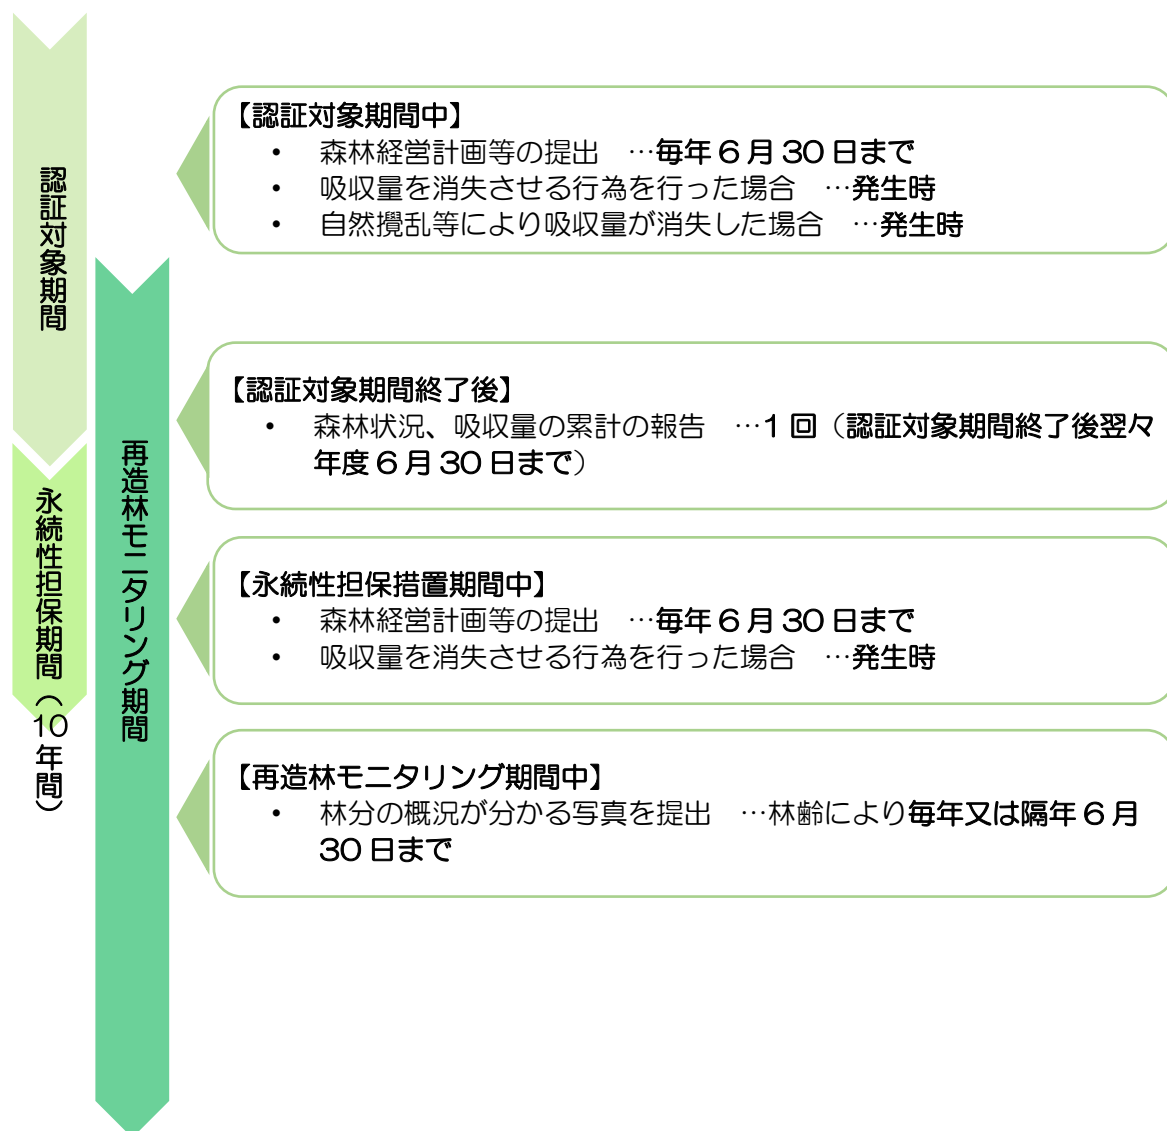 認証対象期間
永続性担保期間（10年間）
再造林モニタリング期間
【認証対象期間中】
• 森林経営計画等の提出　…毎年６月30日まで
• 吸収量を消失させる行為を行った場合　…発生時
• 自然攪乱等により吸収量が消失した場合　…発生時
【認証対象期間終了後】
• 森林状況、吸収量の累計の報告　…１回（認証対象期間終了後翌々
年度６月30日まで）
【永続性担保措置期間中】
• 森林経営計画等の提出　…毎年６月30日まで
• 吸収量を消失させる行為を行った場合　…発生時
【再造林モニタリング期間中】
• 林分の概況が分かる写真を提出　…林齢により毎年又は隔年６月
30日まで